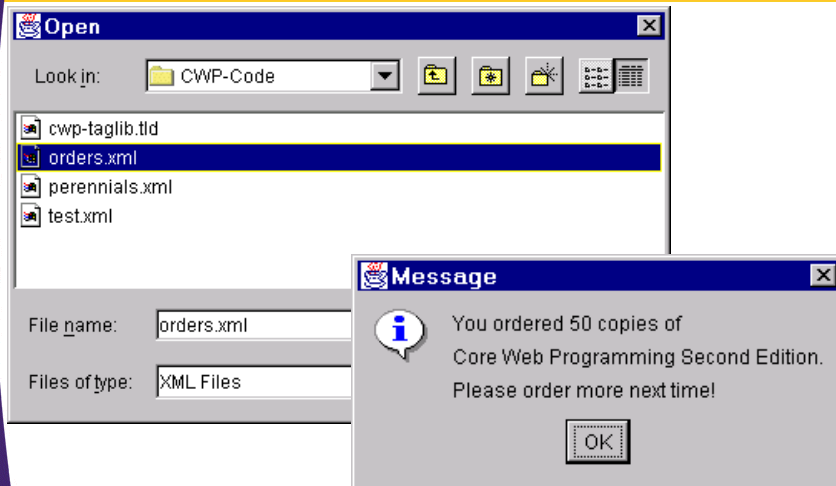 Open
Look in: CWP-Code
cwp-taglib.tld
orders.xml
perennials.xml
test.xml
File name: orders.xml
Files of type: XML Files
Message
You ordered 50 copies of
Core Web Programming Second Edition.
Please order more next time!
OK